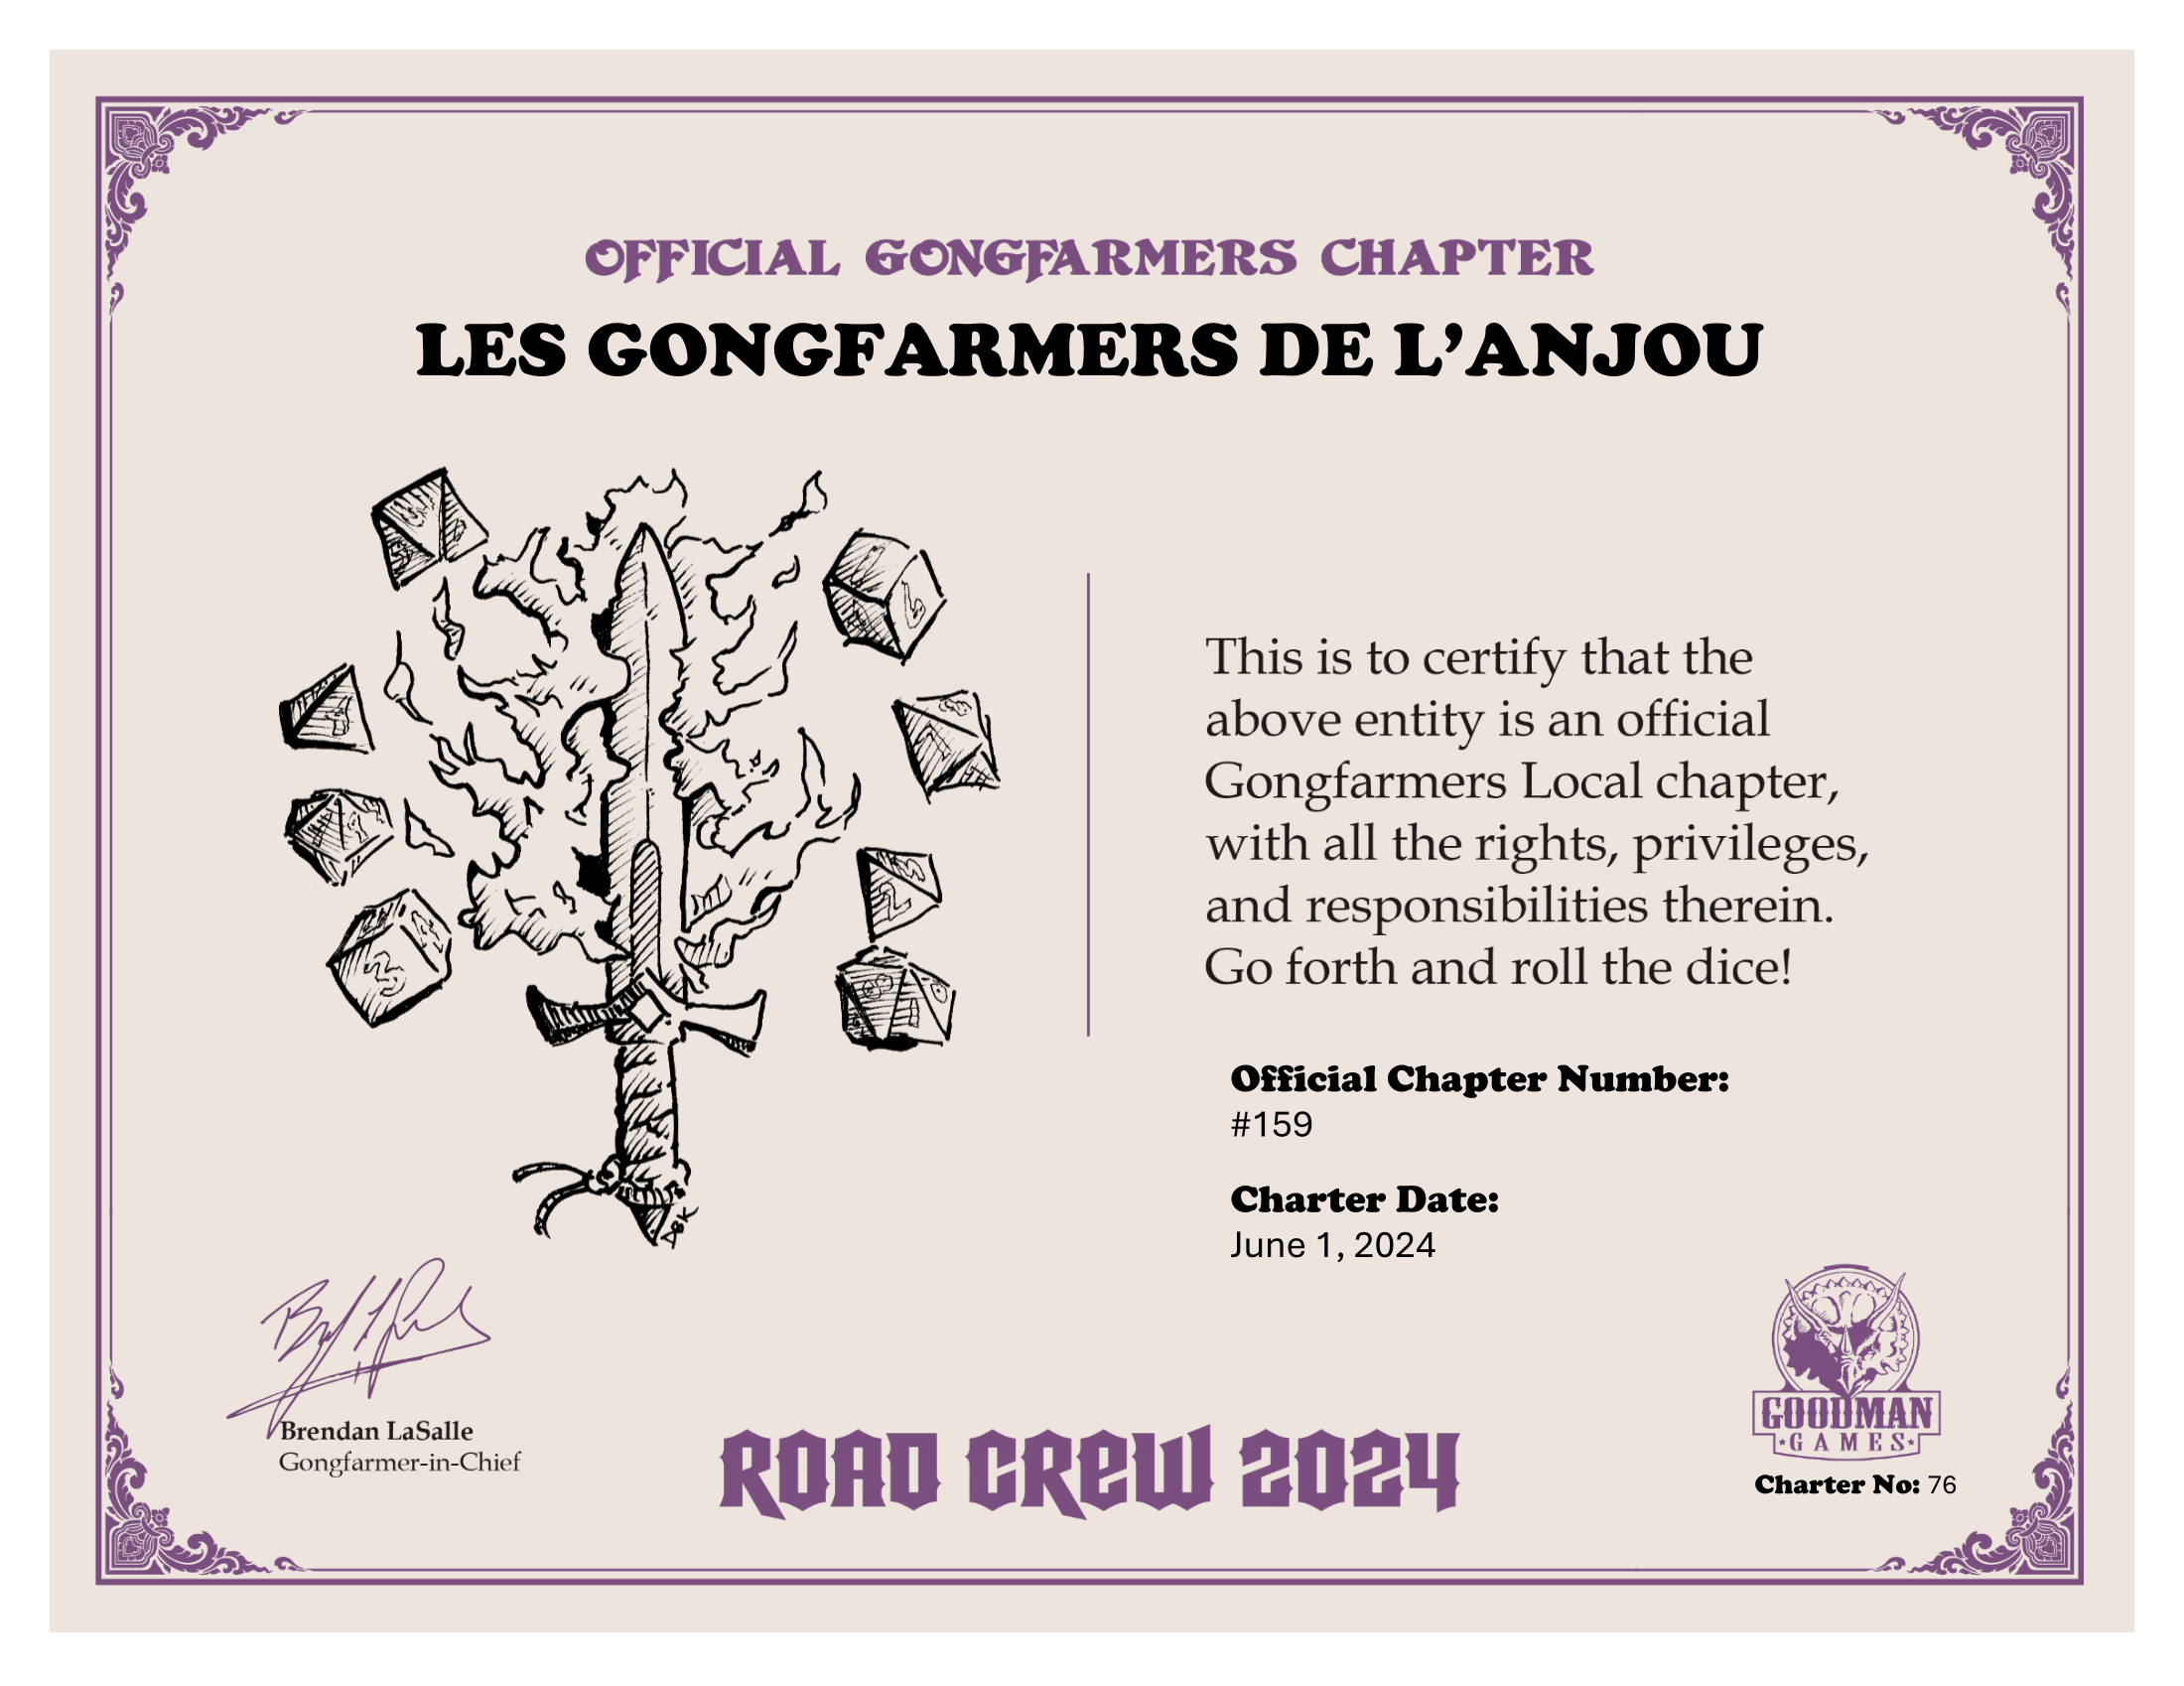 OFFICIAL GONGFARMERS CHAPTER
LES GONGFARMERS DE L’ANJOU
This is to certify that the
above entity is an official
Gongfarmers Local chapter,
with all the rights, privileges,
and responsibilities therein.
Go forth and roll the dice!
Official Chapter Number:
#159
Charter Date:
June 1, 2024
Brendan LaSalle
Gongfarmer-in-Chief
ROAD CREW 2024
GOODMAN
GAMES
Charter No: 76